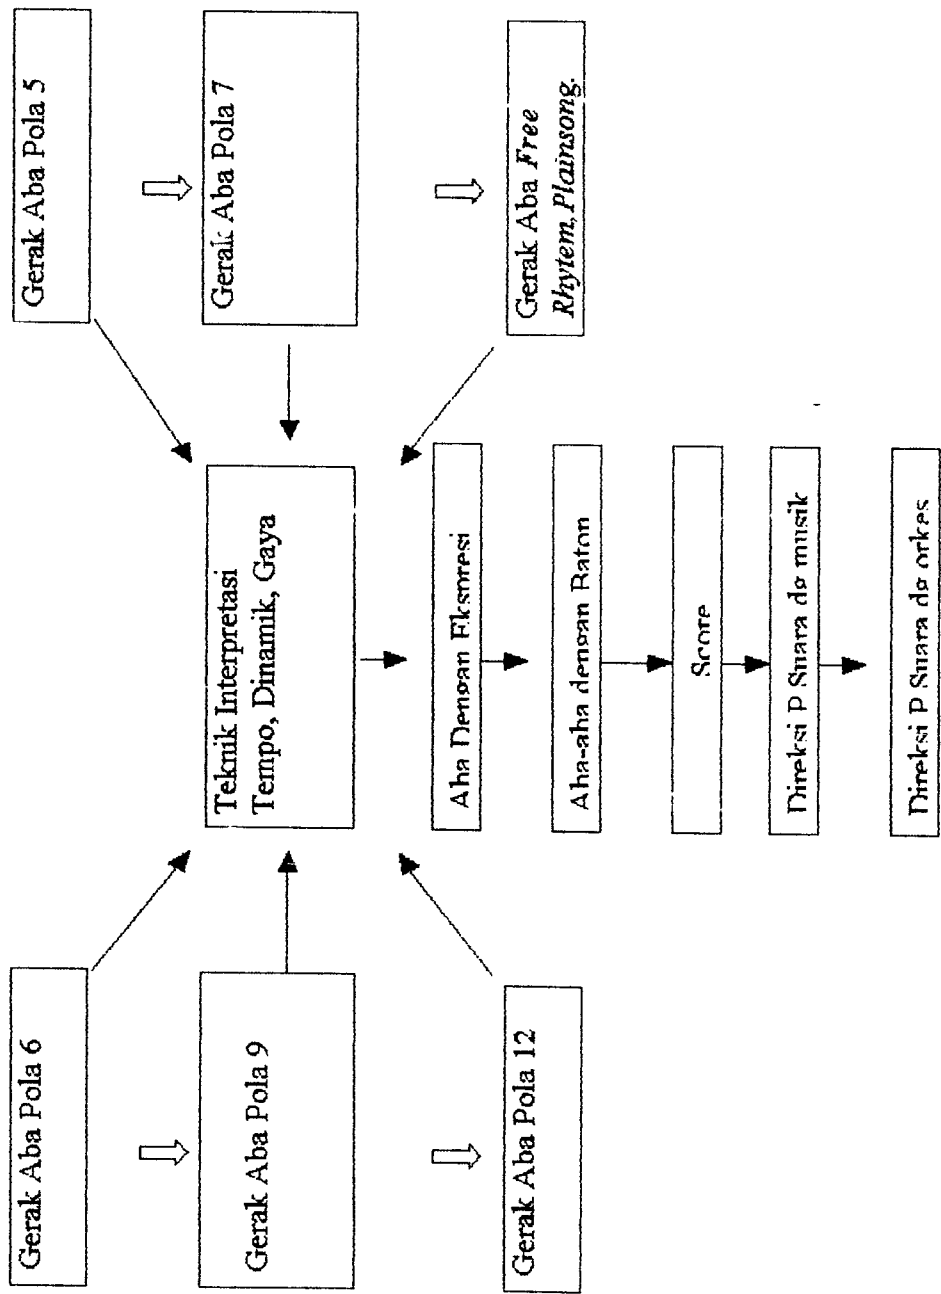 Gerak Aba Pola 6
Gerak Aba Pola 5
Gerak Aba Pola 9
Teknik Interpretasi
Tempo, Dinamik, Gaya
Gerak Aba Pola 7
Aba Dengan Ekspresi
Gerak Aba Pola 12
Gerak Aba Free
Rhytem,Plainsong.
Aba-aba dengan Baton
Score
Direksi P Suara dg musik
Direksi P Suara dg orkes